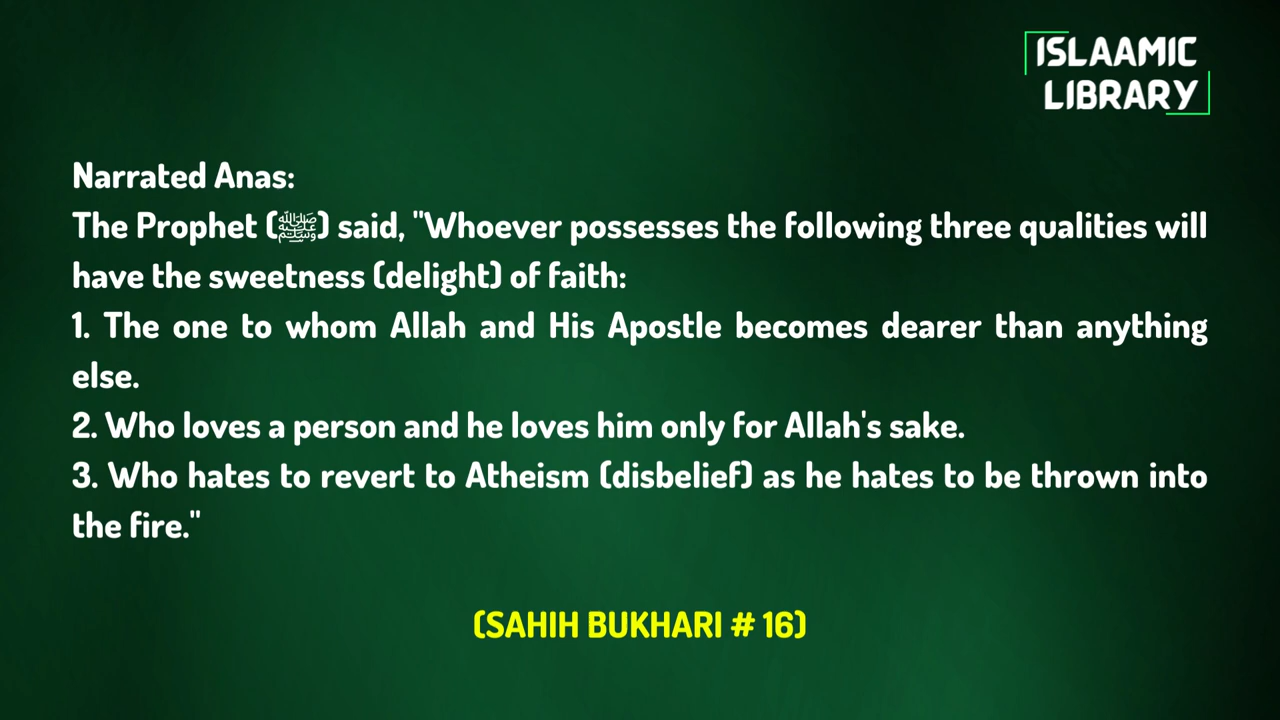 ISLAAMIC
LIBRARY
Narrated Anas:
The Prophet (ﷺ) said, "Whoever possesses the following three qualities will
have the sweetness (delight) of faith:
1. The one to whom Allah and His Apostle becomes dearer than anything
else.
2. Who loves a person and he loves him only for Allah's sake.
3. Who hates to revert to Atheism (disbelief) as he hates to be thrown into
the fire."
(SAHIH BUKHARI # 16)